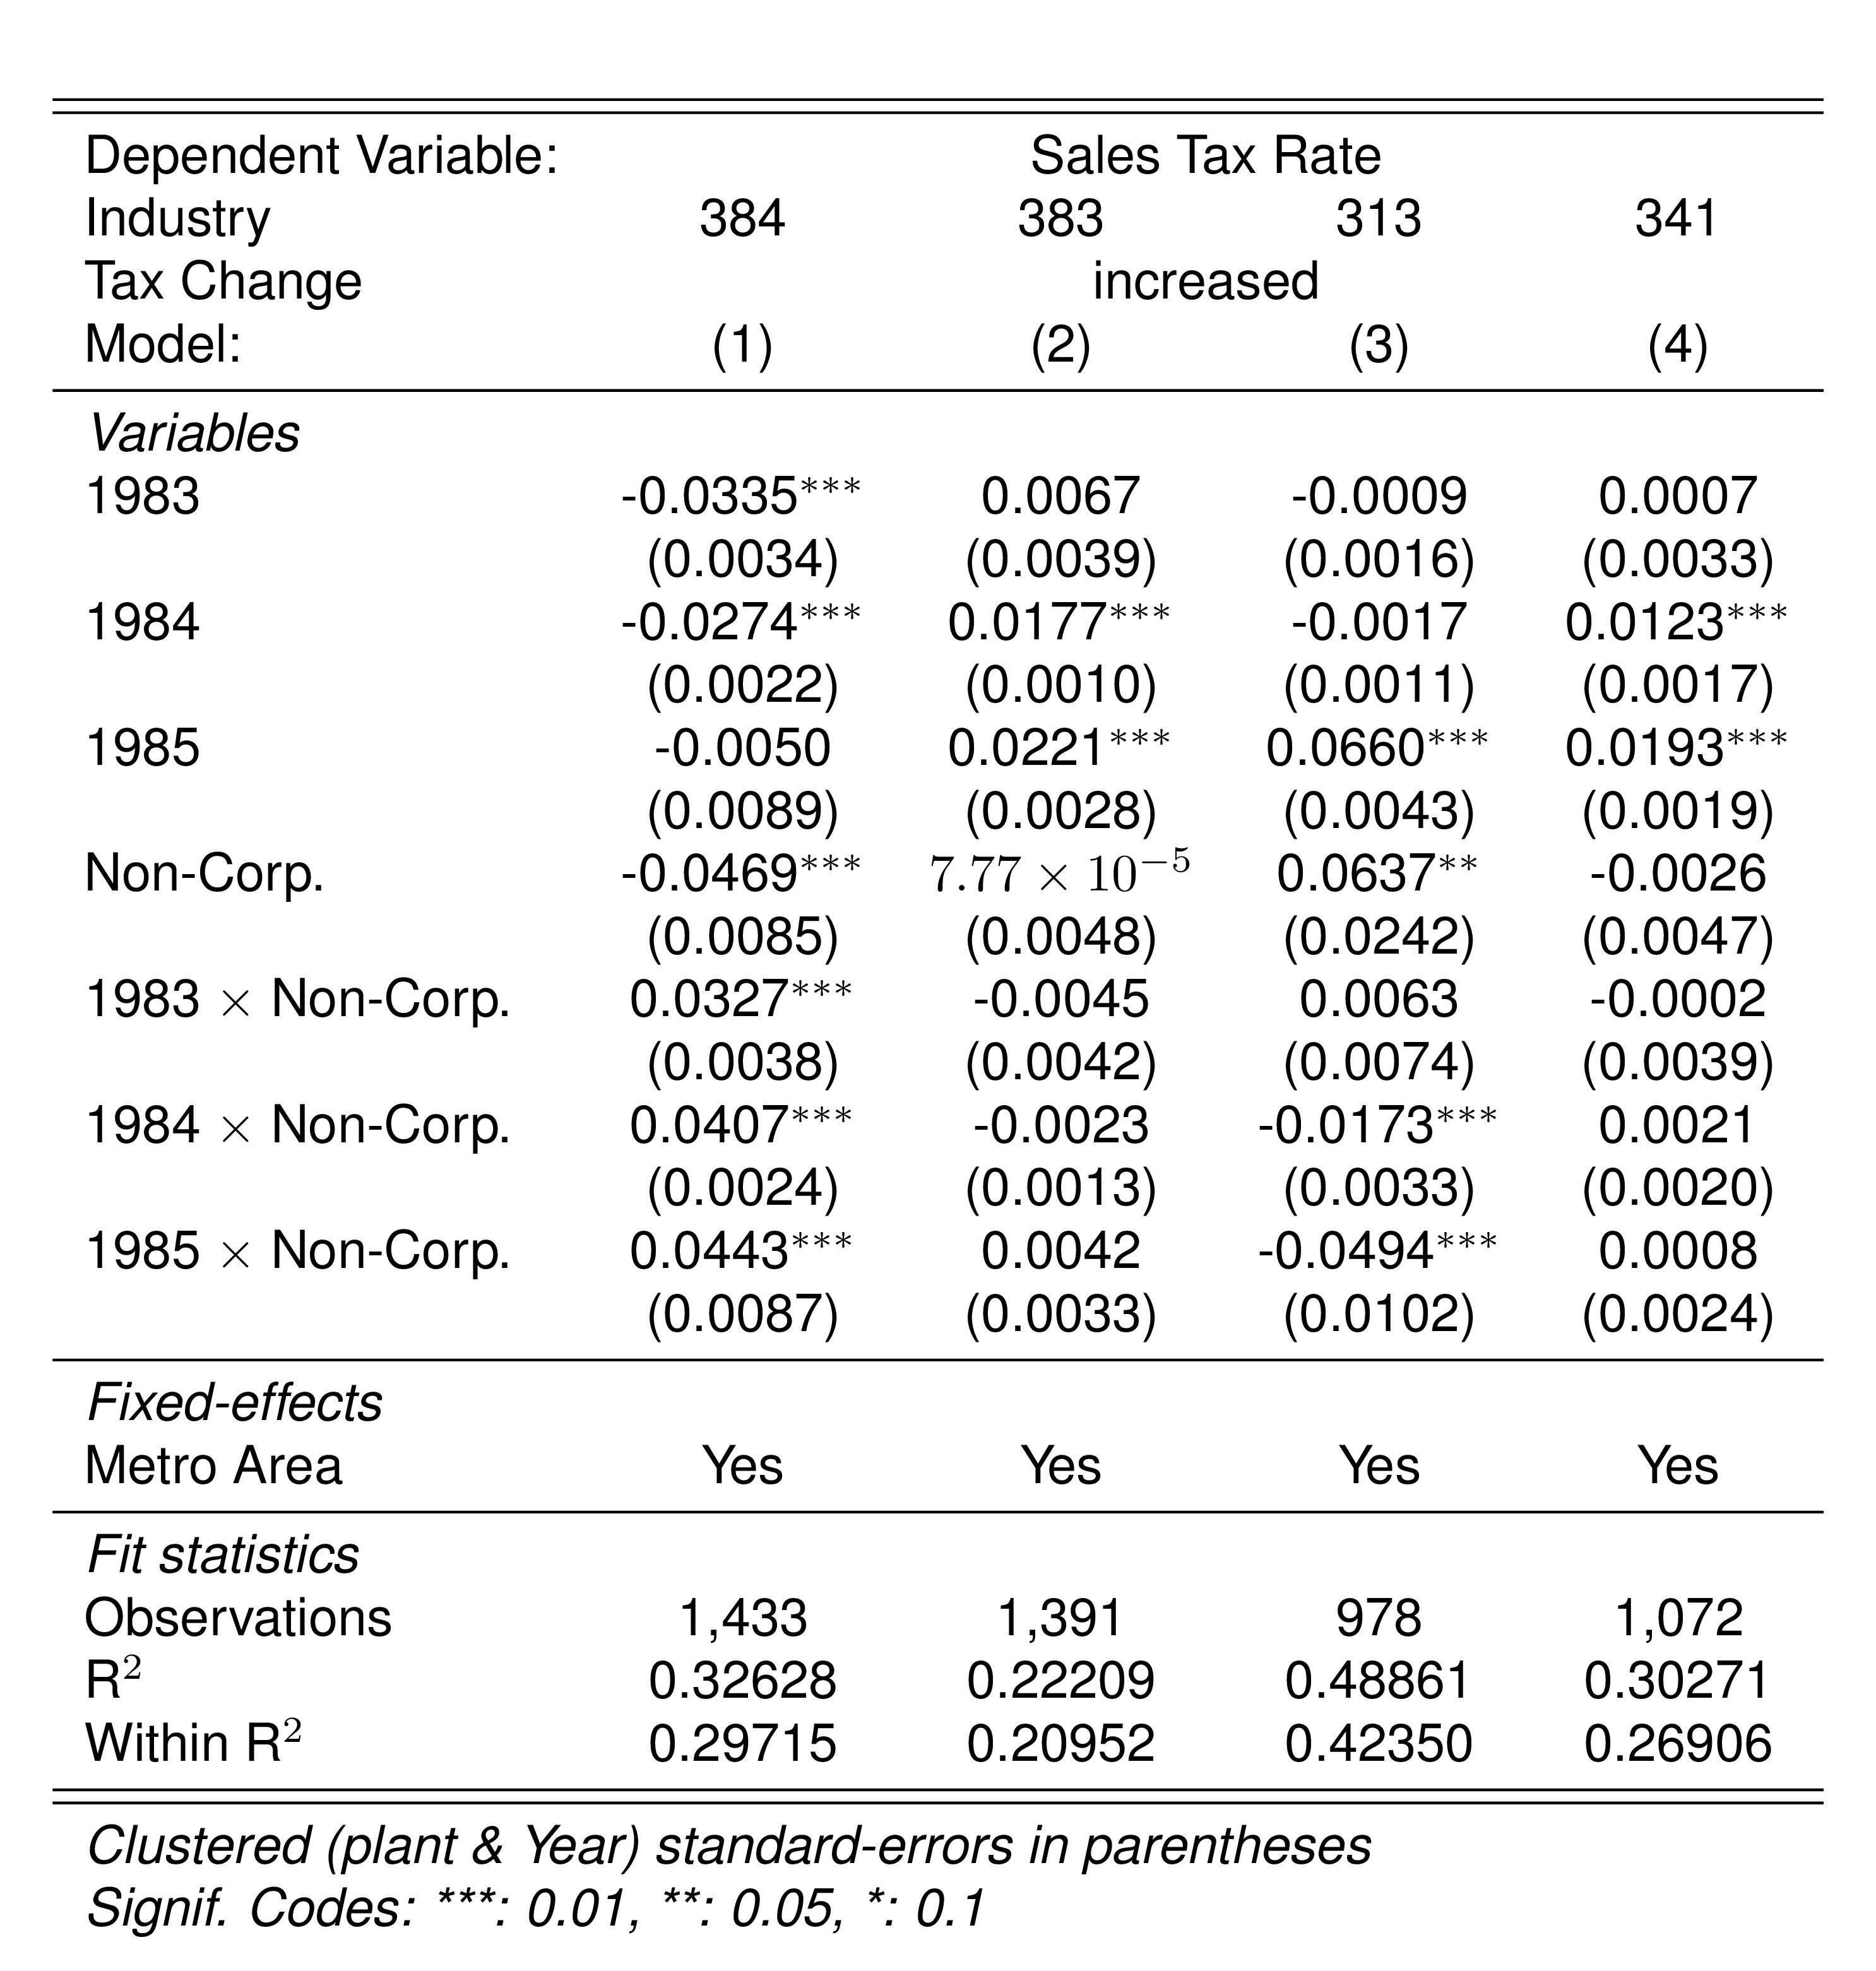 Dependent Variable: Sales Tax Rate
Industry 384 383 313 341
Tax Change increased
Model: (1) (2) (3) (4)
Variables
1983 -0.0335*** 0.0067 -0.0009 0.0007
(0.0034) (0.0039) (0.0016) (0.0033)
1984 -0.0274*** 0.0177*** -0.0017 0.0123***
(0.0022) (0.0010) (0.0011) (0.0017)
1985 -0.0050 0.0221*** 0.0660*** 0.0193***
(0.0089) (0.0028) (0.0043) (0.0019)
Non-Corp. -0.0469*** 7.77 × 10⁻⁵ 0.0637** -0.0026
(0.0085) (0.0048) (0.0242) (0.0047)
1983 × Non-Corp. 0.0327*** -0.0045 0.0063 -0.0002
(0.0038) (0.0042) (0.0074) (0.0039)
1984 × Non-Corp. 0.0407*** -0.0023 -0.0173*** 0.0021
(0.0024) (0.0013) (0.0033) (0.0020)
1985 × Non-Corp. 0.0443*** 0.0042 -0.0494*** 0.0008
(0.0087) (0.0033) (0.0102) (0.0024)
Fixed-effects
Metro Area Yes Yes Yes Yes
Fit statistics
Observations 1,433 1,391 978 1,072
R² 0.32628 0.22209 0.48861 0.30271
Within R² 0.29715 0.20952 0.42350 0.26906
Clustered (plant & Year) standard-errors in parentheses
Signif. Codes: ***: 0.01, **: 0.05, *: 0.1